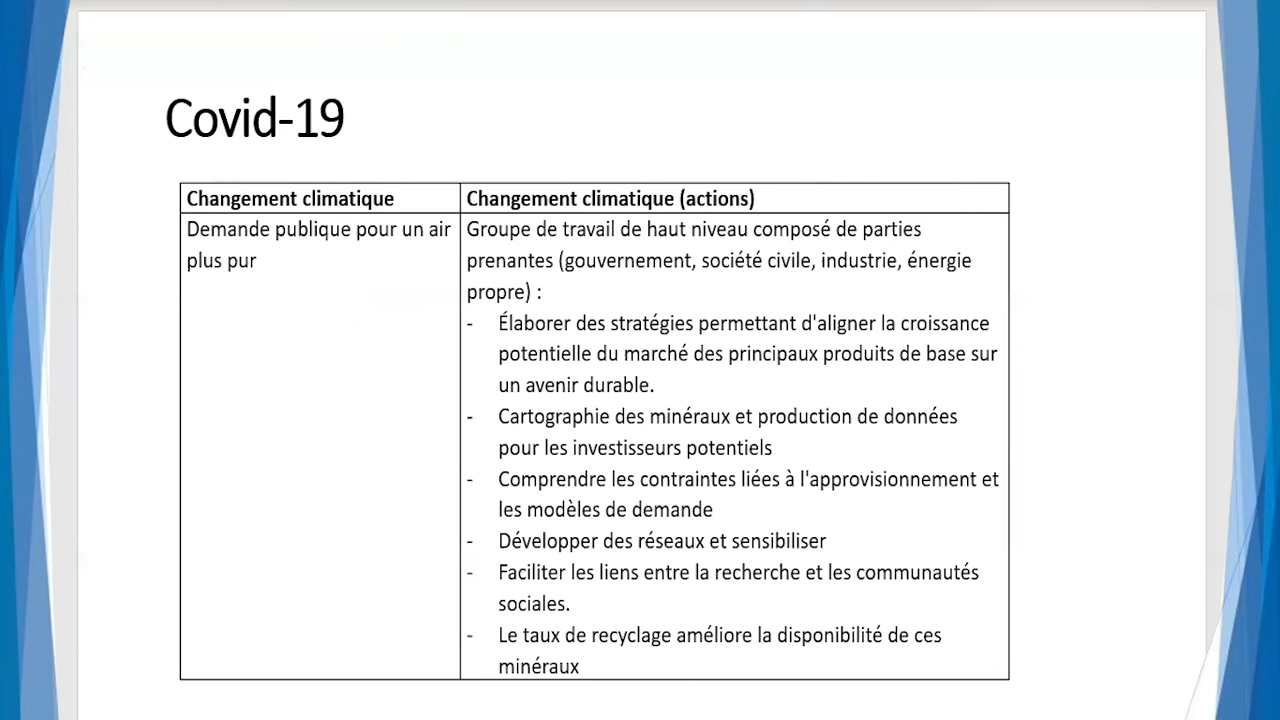 Covid-19
Changement climatique
Changement climatique (actions)
Demande publique pour un air
plus pur
Groupe de travail de haut niveau composé de parties
prenantes (gouvernement, société civile, industrie, énergie
propre) :
- Élaborer des stratégies permettant d'aligner la croissance
potentielle du marché des principaux produits de base sur
un avenir durable.
- Cartographie des minéraux et production de données
pour les investisseurs potentiels
- Comprendre les contraintes liées à l'approvisionnement et
les modèles de demande
- Développer des réseaux et sensibiliser
- Faciliter les liens entre la recherche et les communautés
sociales.
- Le taux de recyclage améliore la disponibilité de ces
minéraux